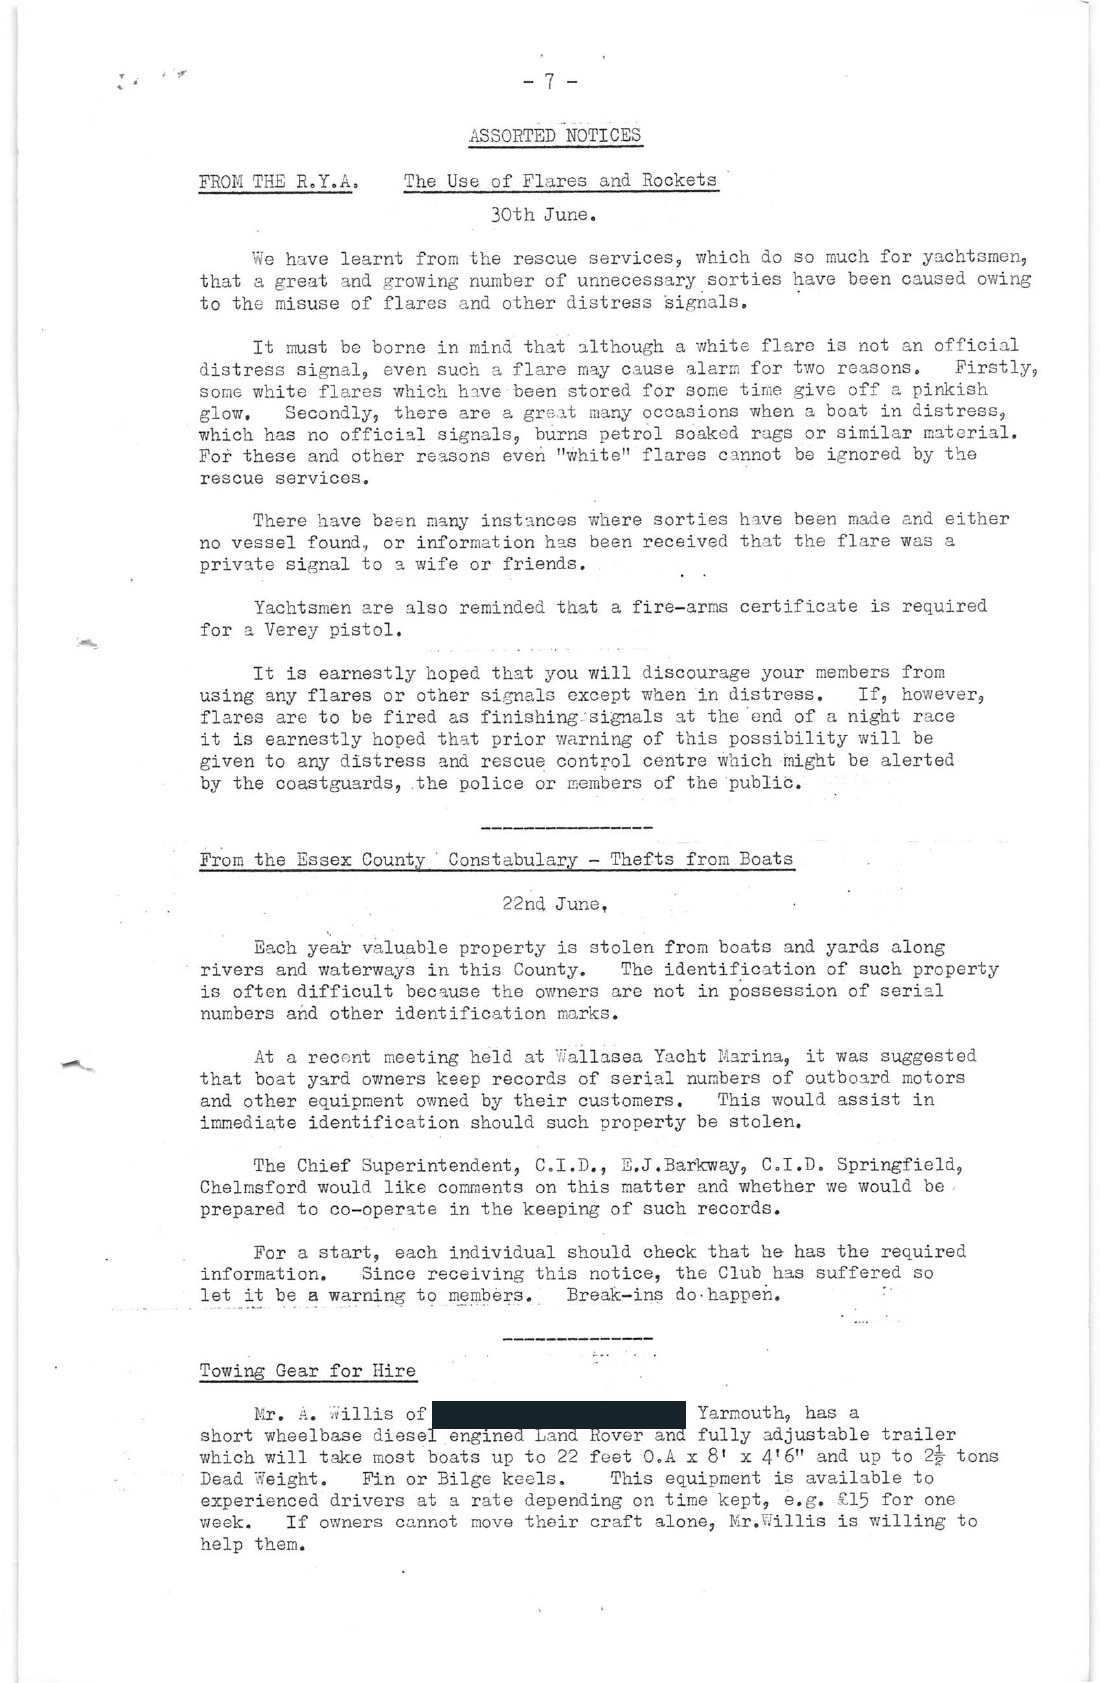 - 7 -
ASSORTED NOTICES
FROM THE R.Y.A. The Use of Flares and Rockets
30th June.
We have learnt from the rescue services, which do so much for yachtsmen,
that a great and growing number of unnecessary sorties have been caused owing
to the misuse of flares and other distress signals.
It must be borne in mind that although a white flare is not an official
distress signal, even such a flare may cause alarm for two reasons. Firstly,
some white flares which have been stored for some time give off a pinkish
glow. Secondly, there are a great many occasions when a boat in distress,
which has no official signals, burns petrol soaked rags or similar material.
For these and other reasons even "white" flares cannot be ignored by the
rescue services.
There have been many instances where sorties have been made and either
no vessel found, or information has been received that the flare was a
private signal to a wife or friends.
Yachtsmen are also reminded that a fire-arms certificate is required
for a Verey pistol.
It is earnestly hoped that you will discourage your members from
using any flares or other signals except when in distress. If, however,
flares are to be fired as finishing signals at the end of a night race
it is earnestly hoped that prior warning of this possibility will be
given to any distress and rescue control centre which might be alerted
by the coastguards, the police or members of the public.
----------------
From the Essex County Constabulary - Thefts from Boats
22nd June,
Each year valuable property is stolen from boats and yards along
rivers and waterways in this County. The identification of such property
is often difficult because the owners are not in possession of serial
numbers and other identification marks.
At a recent meeting held at Wallasea Yacht Marina, it was suggested
that boat yard owners keep records of serial numbers of outboard motors
and other equipment owned by their customers. This would assist in
immediate identification should such property be stolen.
The Chief Superintendent, C.I.D., E.J.Barkway, C.I.D. Springfield,
Chelmsford would like comments on this matter and whether we would be
prepared to co-operate in the keeping of such records.
For a start, each individual should check that he has the required
information. Since receiving this notice, the Club has suffered so
let it be a warning to members. Break-ins do happen.
--------------
Towing Gear for Hire
Mr. A. Willis of Yarmouth, has a
short wheelbase diesel engined Land Rover and fully adjustable trailer
which will take most boats up to 22 feet O.A x 8' x 4'6" and up to 2½ tons
Dead Weight. Fin or Bilge keels. This equipment is available to
experienced drivers at a rate depending on time kept, e.g. £15 for one
week. If owners cannot move their craft alone, Mr.Willis is willing to
help them.